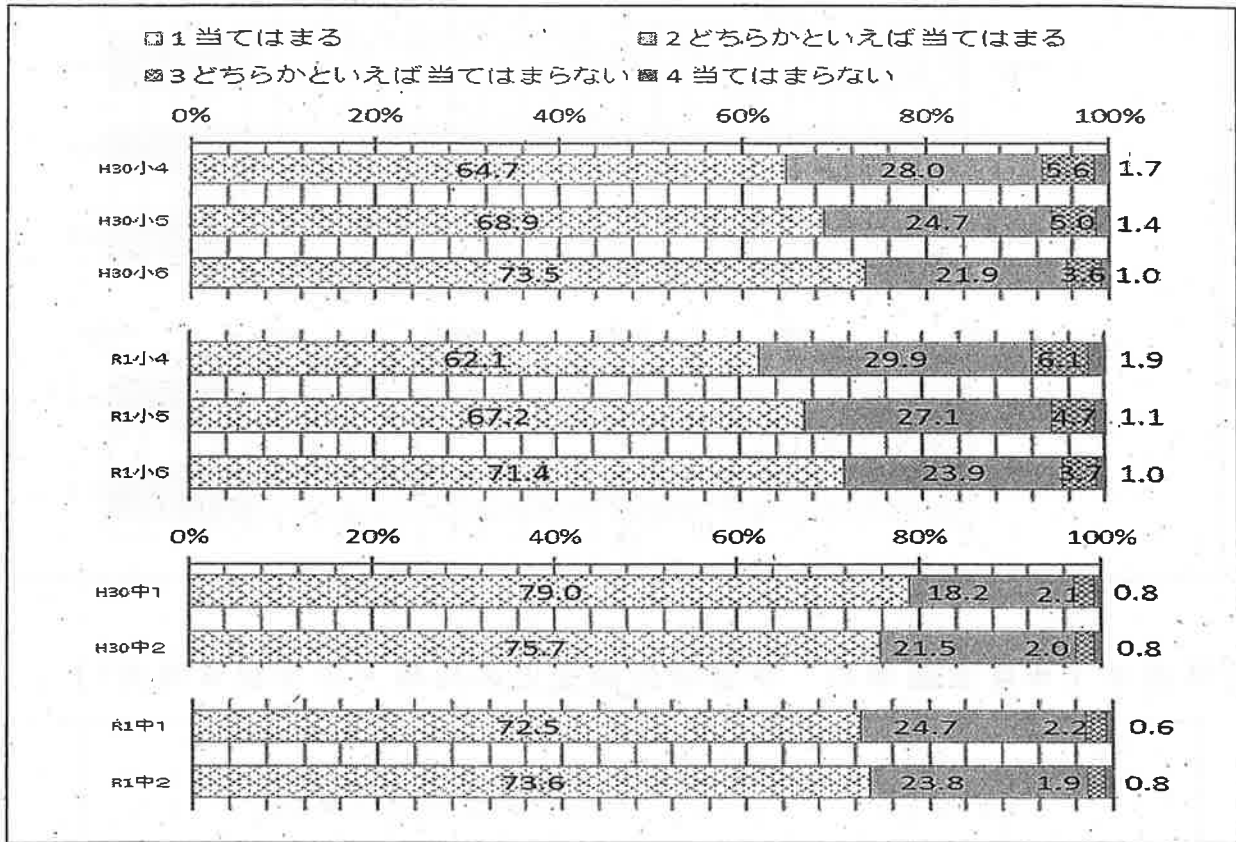 1 当てはまる 2 どちらかといえば当てはまる
3 どちらかといえば当てはまらない 4 当てはまらない
0% 20% 40% 60% 80% 100%
H30小4 64.7 28.0 5.6 1.7
H30小5 68.9 24.7 5.0 1.4
H30小6 73.5 21.9 3.6 1.0
R1小4 62.1 29.9 6.1 1.9
R1小5 67.2 27.1 4.7 1.1
R1小6 71.4 23.9 3.7 1.0
0% 20% 40% 60% 80% 100%
H30中1 79.0 18.2 2.1 0.8
H30中2 75.7 21.5 2.0 0.8
R1中1 72.5 24.7 2.2 0.6
R1中2 73.6 23.8 1.9 0.8